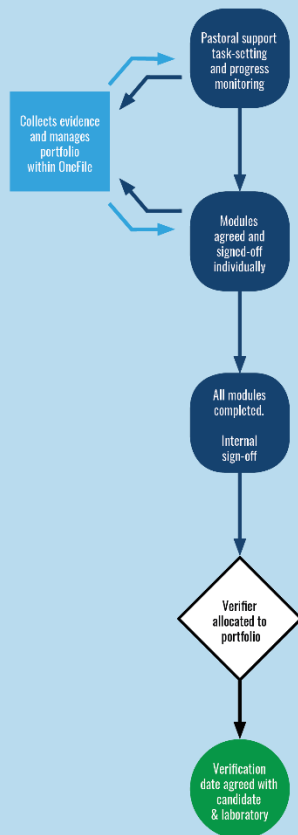 Pastoral support
task-setting
and progress
monitoring
Collects evidence
and manages
portfolio
within OneFile
Modules
agreed and
signed-off
individually
All modules
completed.
Internal
sign-off
Verifier
allocated to
portfolio
Verification
date agreed with
candidate
& laboratory